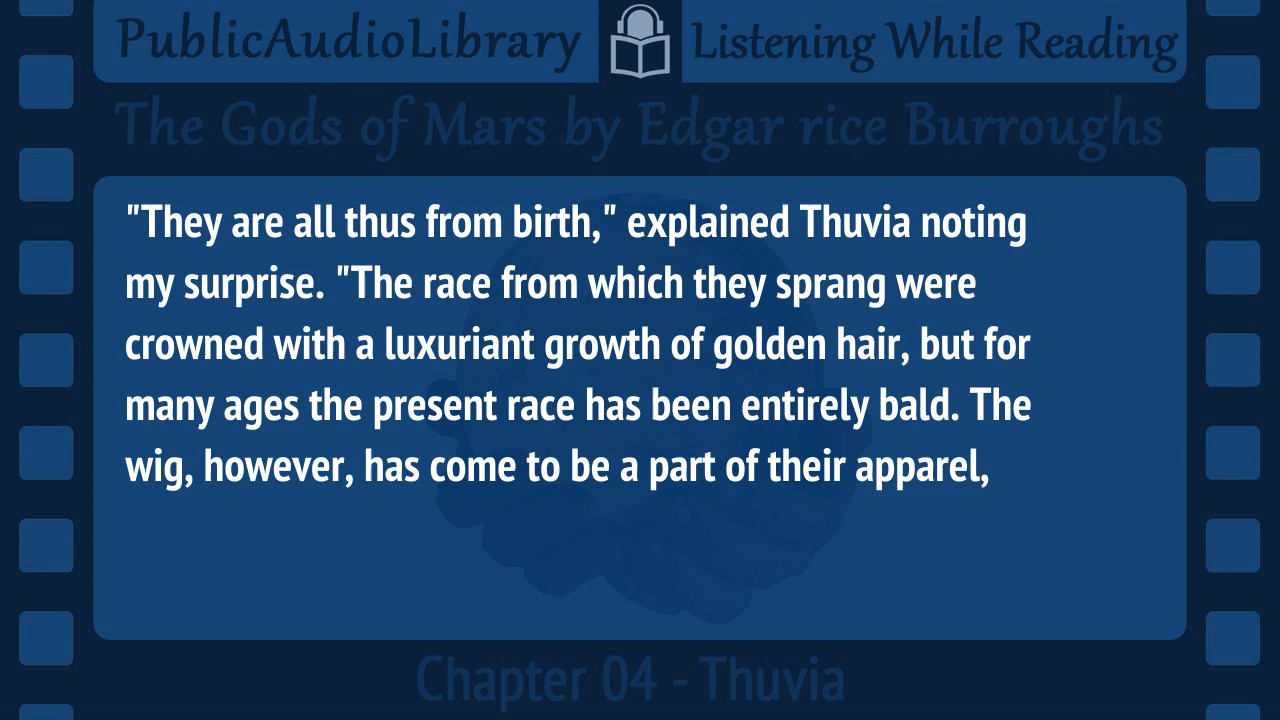 PublicAudioLibrary Listening While Reading
The Gods of Mars by Edgar rice Burroughs
"They are all thus from birth," explained Thuvia noting
my surprise. "The race from which they sprang were
crowned with a luxuriant growth of golden hair, but for
many ages the present race has been entirely bald. The
wig, however, has come to be a part of their apparel,
Chapter 04 - Thuvia